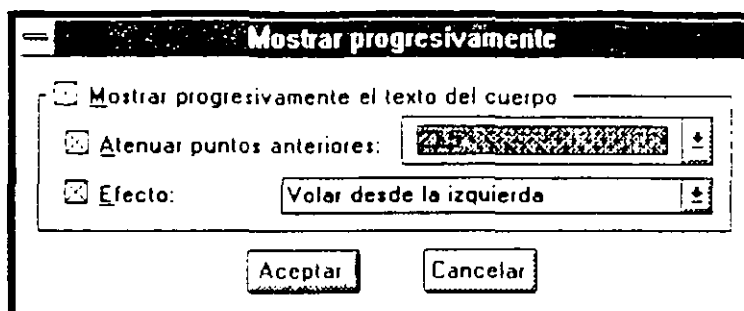 Mostrar progresivamente
Mostrar progresivamente el texto del cuerpo
Atenuar puntos anteriores:
Efecto: Volar desde la izquierda
Aceptar Cancelar